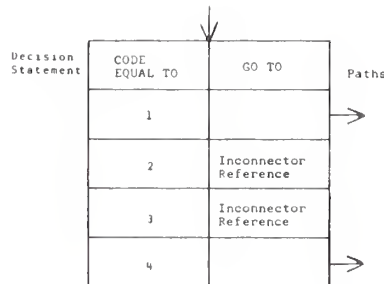 Decision
Statement
CODE
EQUAL TO
GO TO
Paths
1
2
Inconnector
Reference
3
Inconnector
Reference
4